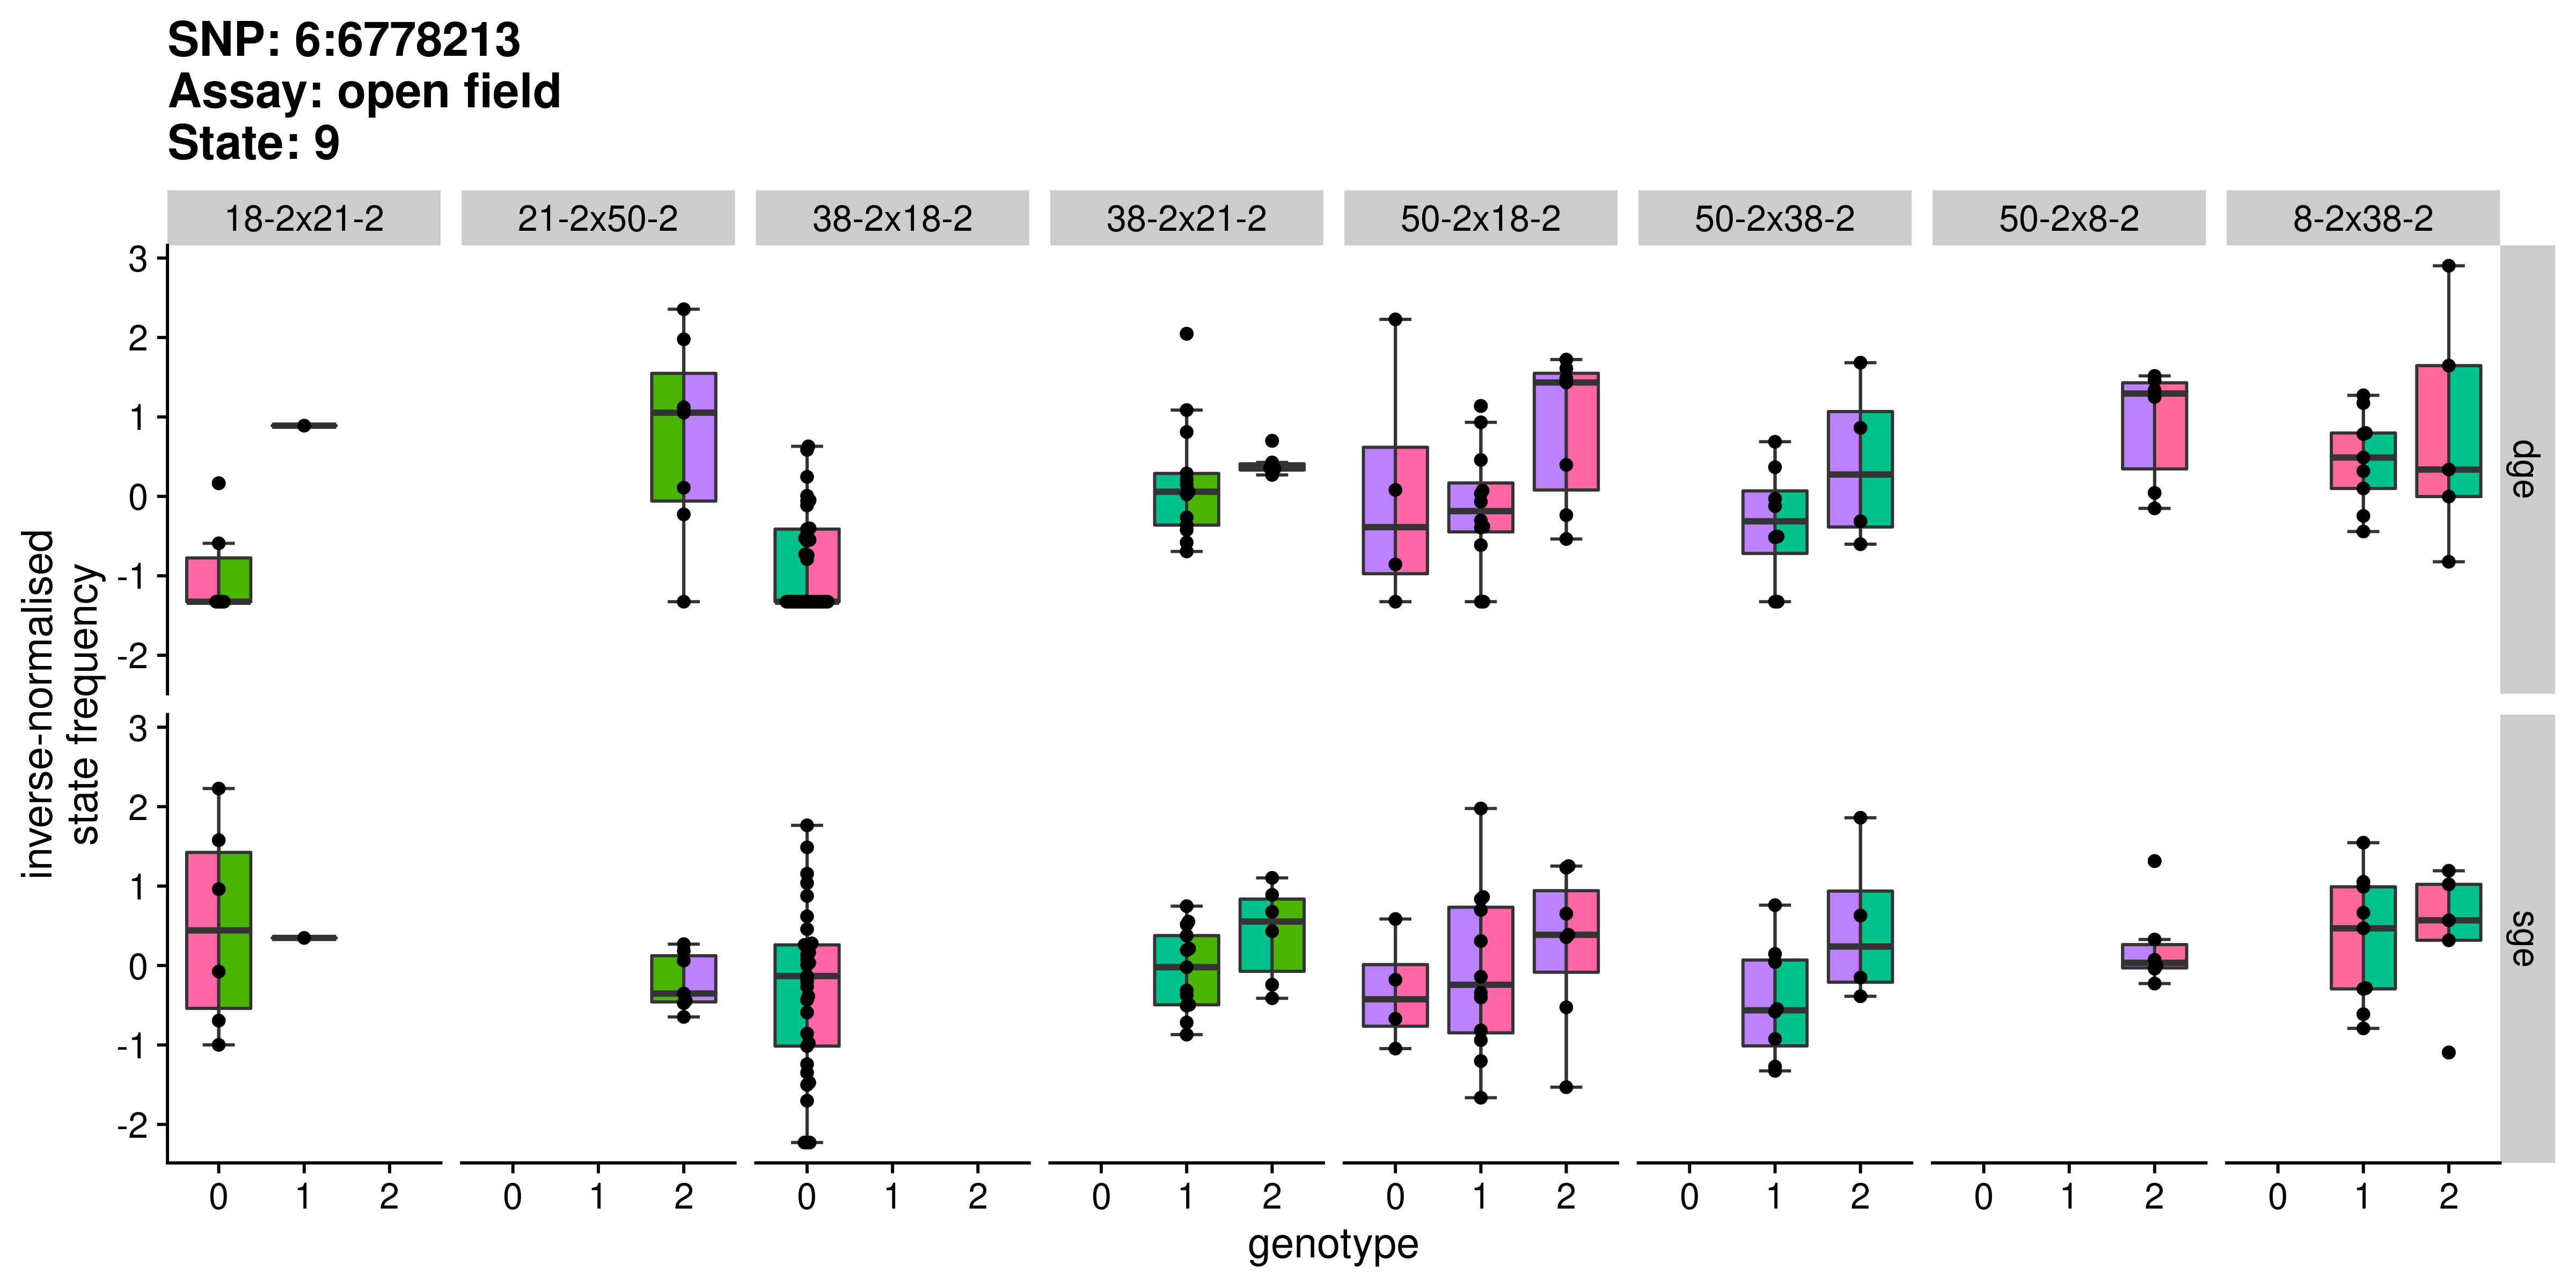 SNP: 6:6778213
Assay: open field
State: 9
18-2x21-2 21-2x50-2 38-2x18-2 38-2x21-2 50-2x18-2 50-2x38-2 50-2x8-2 8-2x38-2
3
2
1
0
-1
-2
dge
3
2
1
0
-1
-2
sge
inverse-normalised
state frequency
0 1 2 0 1 2 0 1 2 0 1 2 0 1 2 0 1 2 0 1 2 0 1 2
genotype